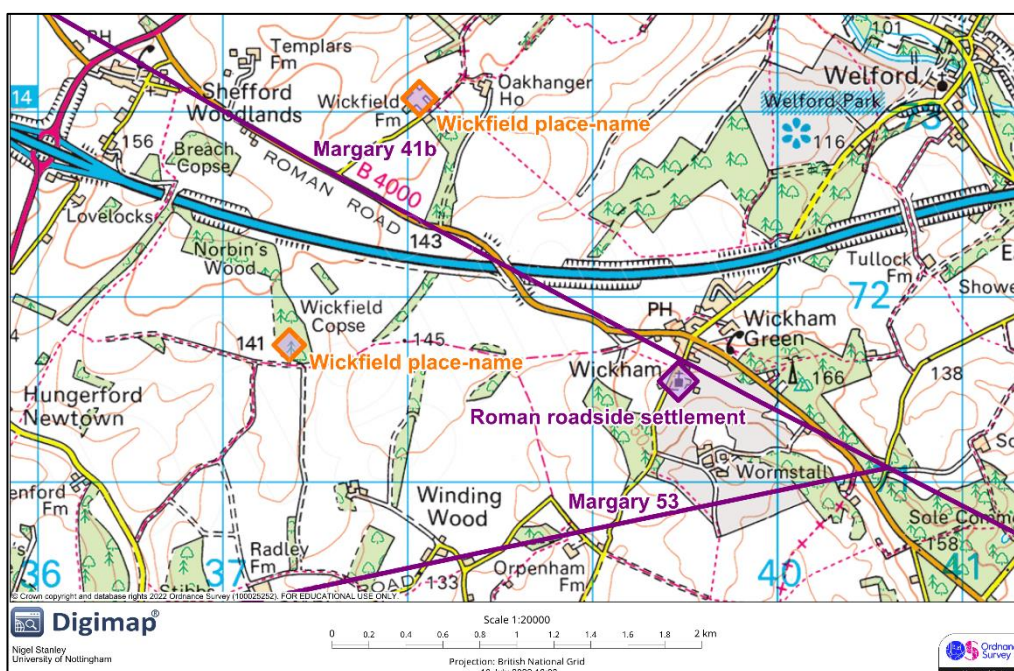 PH
Templars
Fm
Shefford
Woodlands
14
Wickfield
Fm
Oakhanger
Ho
Wickfield place-name
101
Welford
Welford Park
73
116
156
Breach
Copse
Margary 41b
ROMAN ROAD
B 4000
Lovelocks
143
Norbin's
Wood
Tullock
Fm
72
Showe
PH
Wickham
Green
Wickfield
Copse
141
145
Wickfield place-name
Wickham
166
138
Hungerford
Newtown
Roman roadside settlement
Wormstall
enford
Fm
Winding
Wood
Margary 53
Sole Comm
158
36
37
Radley
Fm
ROAD
133
Orpenham
Fm
40
41
© Crown copyright and database rights 2022 Ordnance Survey (100025252). FOR EDUCATIONAL USE ONLY.
Digimap®
Nigel Stanley
University of Nottingham
Scale 1:20000
0 0.2 0.4 0.6 0.8 1 1.2 1.4 1.6 1.8 2 km
Projection: British National Grid
Ordnance
Survey